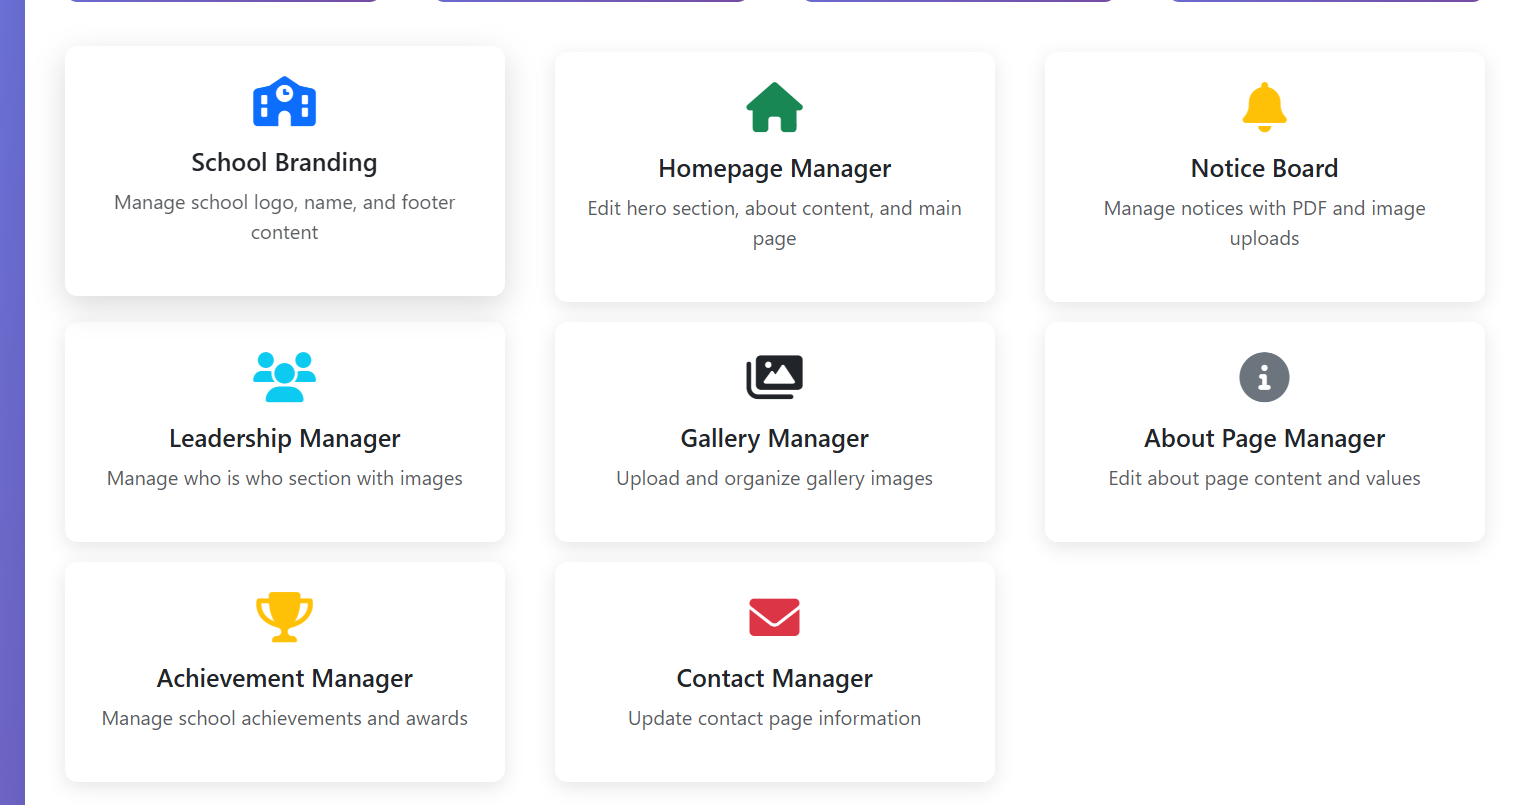 School Branding
Manage school logo, name, and footer
content
Homepage Manager
Edit hero section, about content, and main
page
Notice Board
Manage notices with PDF and image
uploads
Leadership Manager
Manage who is who section with images
Gallery Manager
Upload and organize gallery images
About Page Manager
Edit about page content and values
Achievement Manager
Manage school achievements and awards
Contact Manager
Update contact page information